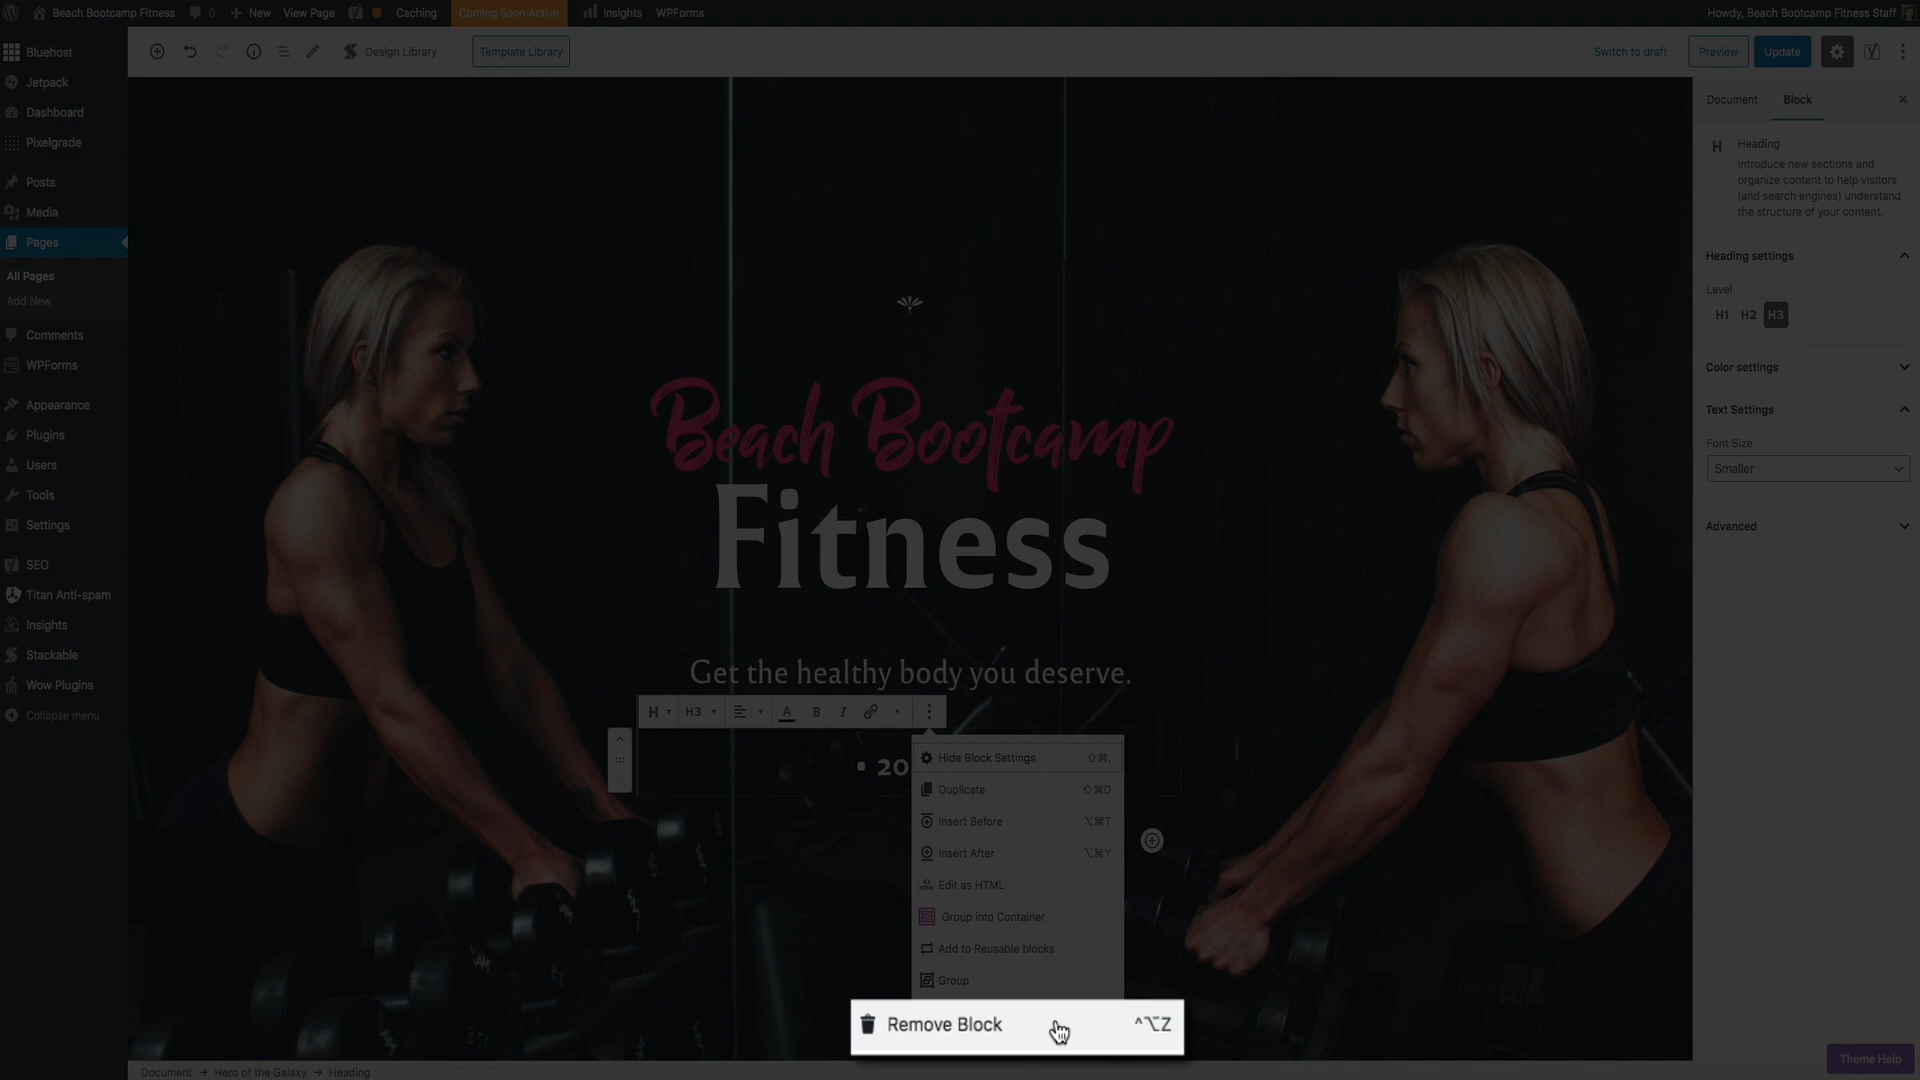 Beach Bootcamp Fitness 0 New View Page Caching Coming Soon Active Insights WPForms Howdy, Beach Bootcamp Fitness Staff
Design Library Template Library Switch to draft Preview Update
Bluehost
Jetpack
Dashboard
Pixelgrade
Posts
Media
Pages
All Pages
Add New
Comments
WPForms
Appearance
Plugins
Users
Tools
Settings
SEO
Titan Anti-spam
Insights
Stackable
Wow Plugins
Collapse menu
Beach Bootcamp
Fitness
Get the healthy body you deserve.
H H3 A B I
• 20
Hide Block Settings ⇧⌘,
Duplicate ⇧⌘D
Insert Before ⌥⌘T
Insert After ⌥⌘Y
Edit as HTML
Group into Container
Add to Reusable blocks
Group
Remove Block ^⌥Z
Document Block
H Heading
Introduce new sections and
organize content to help visitors
(and search engines) understand
the structure of your content.
Heading settings
Level
H1 H2 H3
Color settings
Text Settings
Font Size
Smaller
Advanced
Theme Help
Document → Hero of the Galaxy → Heading